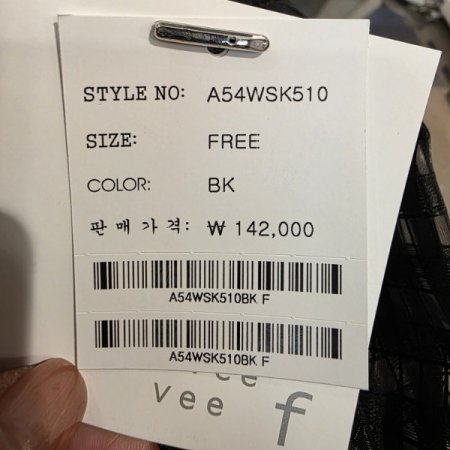 STYLE NO: A54WSK510
SIZE: FREE
COLOR: BK
판매가격: ₩ 142,000
A54WSK510BK F
A54WSK510BK F
vee f